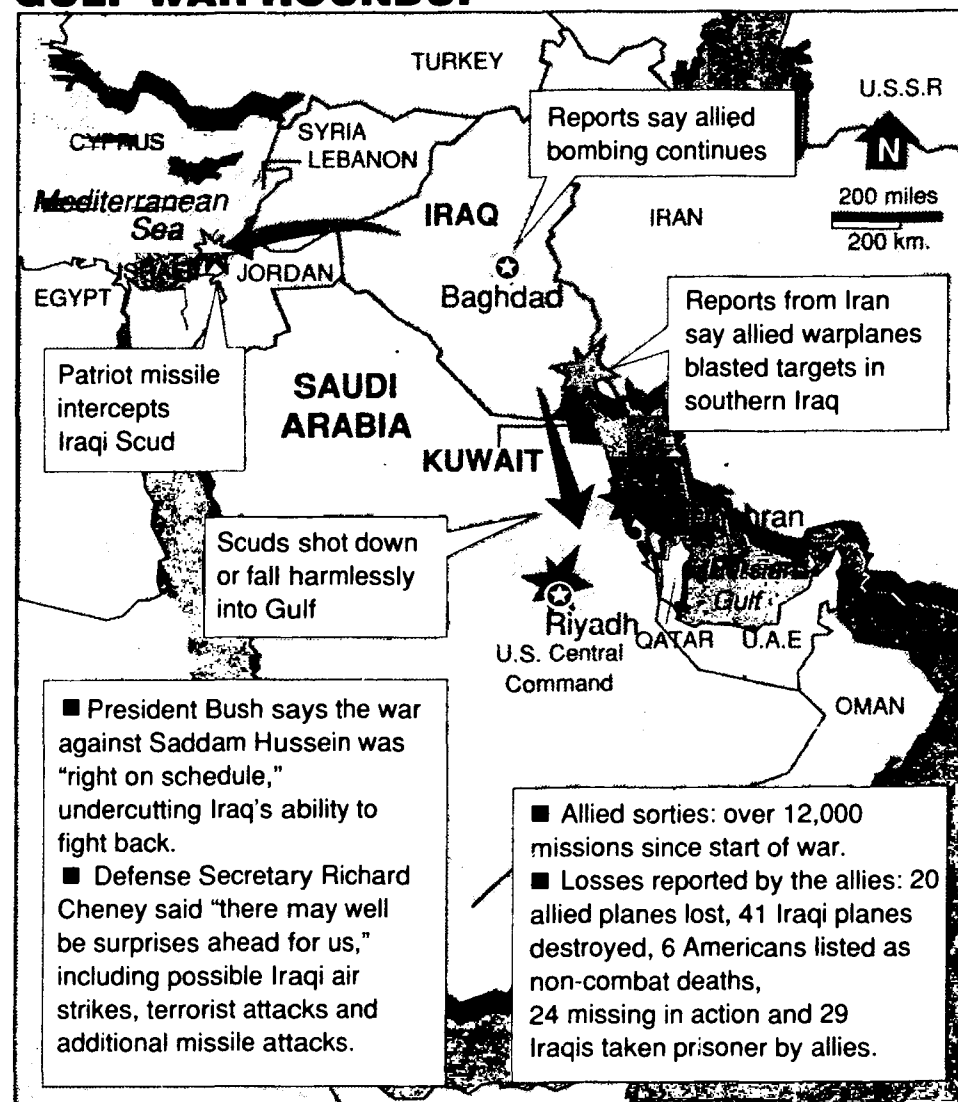 GULF WAR ROUNDUP
TURKEY
U.S.S.R
CYPRUS
SYRIA
LEBANON
Reports say allied
bombing continues
N
200 miles
200 km.
Mediterranean
Sea
IRAQ
IRAN
ISRAEL
JORDAN
EGYPT
Baghdad
Reports from Iran
say allied warplanes
blasted targets in
southern Iraq
Patriot missile
intercepts
Iraqi Scud
SAUDI
ARABIA
KUWAIT
Scuds shot down
or fall harmlessly
into Gulf
Gulf
Riyadh
QATAR
U.A.E
U.S. Central
Command
OMAN
■ President Bush says the war
against Saddam Hussein was
“right on schedule,”
undercutting Iraq's ability to
fight back.
■ Defense Secretary Richard
Cheney said “there may well
be surprises ahead for us,”
including possible Iraqi air
strikes, terrorist attacks and
additional missile attacks.
■ Allied sorties: over 12,000
missions since start of war.
■ Losses reported by the allies: 20
allied planes lost, 41 Iraqi planes
destroyed, 6 Americans listed as
non-combat deaths,
24 missing in action and 29
Iraqis taken prisoner by allies.